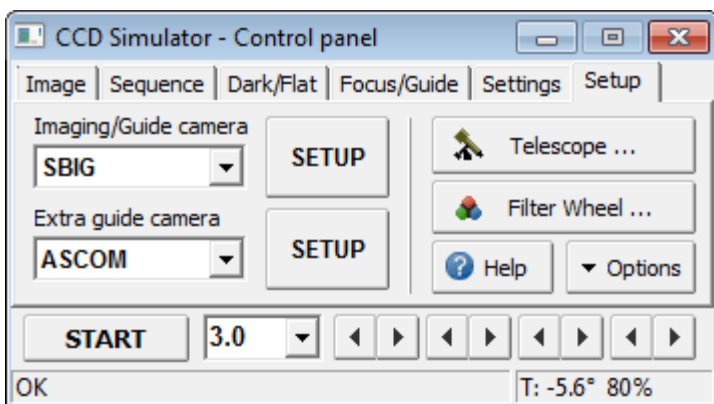 CCD Simulator - Control panel
Image Sequence Dark/Flat Focus/Guide Settings Setup
Imaging/Guide camera
SBIG
SETUP
Extra guide camera
ASCOM
SETUP
Telescope ...
Filter Wheel ...
Help
Options
START
3.0
OK
T: -5.6° 80%